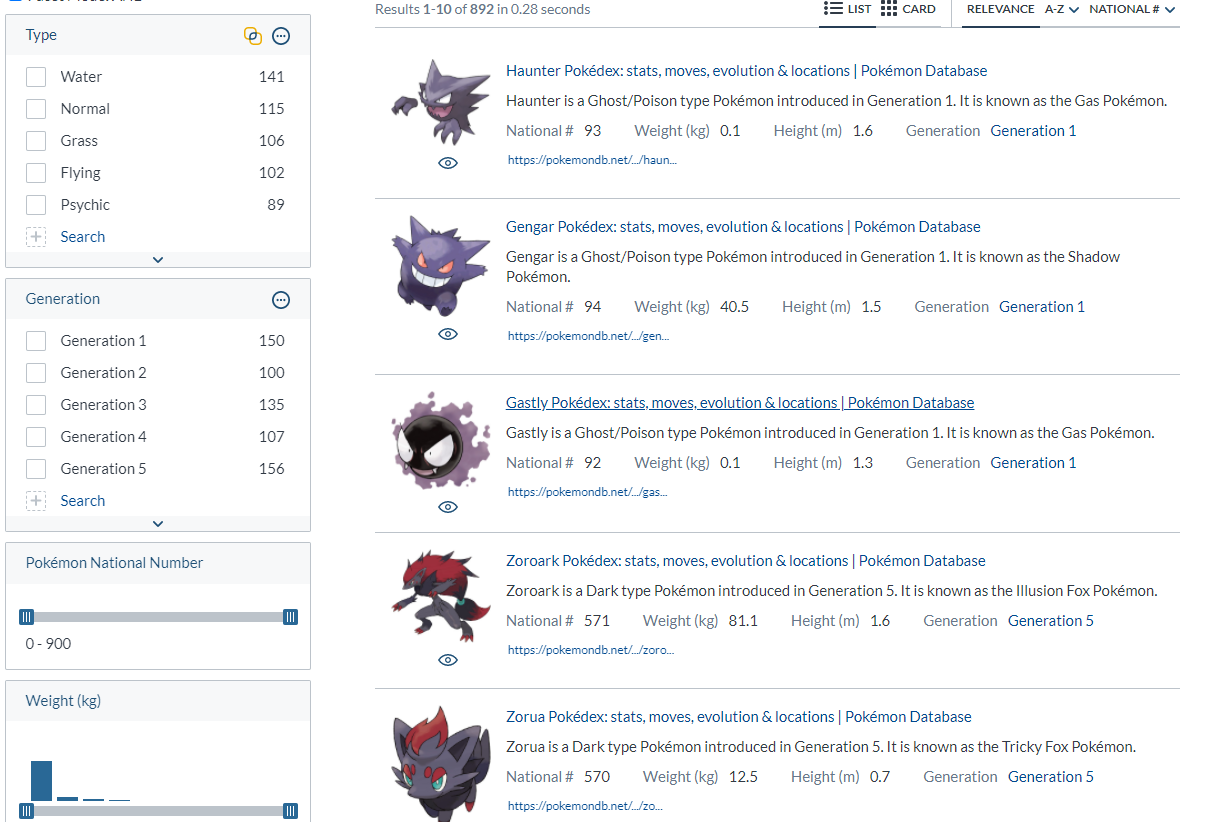 Results 1-10 of 892 in 0.28 seconds
LIST
CARD
RELEVANCE
A-Z
NATIONAL #
Type
Water 141
Normal 115
Grass 106
Flying 102
Psychic 89
Search
Generation
Generation 1 150
Generation 2 100
Generation 3 135
Generation 4 107
Generation 5 156
Search
Pokémon National Number
0 - 900
Weight (kg)
Haunter Pokédex: stats, moves, evolution & locations | Pokémon Database
Haunter is a Ghost/Poison type Pokémon introduced in Generation 1. It is known as the Gas Pokémon.
National # 93 Weight (kg) 0.1 Height (m) 1.6 Generation Generation 1
https://pokemondb.net/.../haun...
Gengar Pokédex: stats, moves, evolution & locations | Pokémon Database
Gengar is a Ghost/Poison type Pokémon introduced in Generation 1. It is known as the Shadow
Pokémon.
National # 94 Weight (kg) 40.5 Height (m) 1.5 Generation Generation 1
https://pokemondb.net/.../gen...
Gastly Pokédex: stats, moves, evolution & locations | Pokémon Database
Gastly is a Ghost/Poison type Pokémon introduced in Generation 1. It is known as the Gas Pokémon.
National # 92 Weight (kg) 0.1 Height (m) 1.3 Generation Generation 1
https://pokemondb.net/.../gas...
Zoroark Pokédex: stats, moves, evolution & locations | Pokémon Database
Zoroark is a Dark type Pokémon introduced in Generation 5. It is known as the Illusion Fox Pokémon.
National # 571 Weight (kg) 81.1 Height (m) 1.6 Generation Generation 5
https://pokemondb.net/.../zoro...
Zorua Pokédex: stats, moves, evolution & locations | Pokémon Database
Zorua is a Dark type Pokémon introduced in Generation 5. It is known as the Tricky Fox Pokémon.
National # 570 Weight (kg) 12.5 Height (m) 0.7 Generation Generation 5
https://pokemondb.net/.../zo...